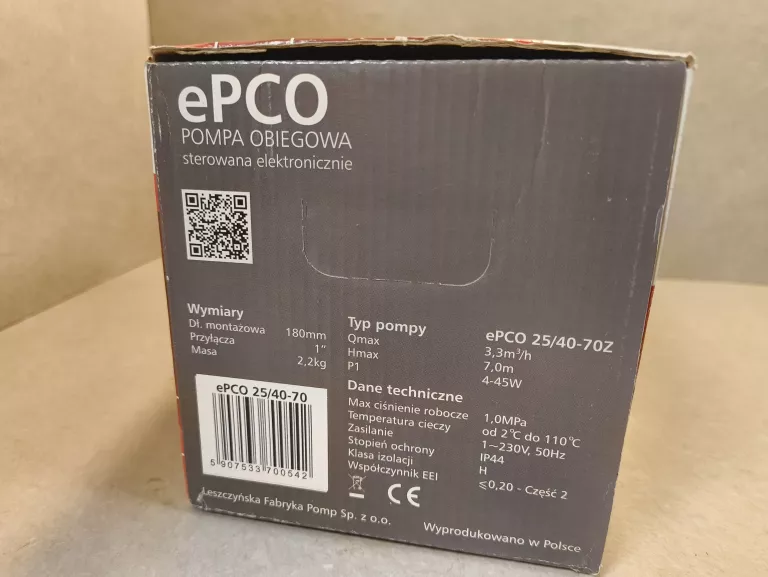 ePCO
POMPA OBIEGOWA
sterowana elektronicznie
Wymiary
Dł. montażowa 180mm
Przyłącza 1"
Masa 2,2kg
ePCO 25/40-70
5 907533 700542
Typ pompy ePCO 25/40-70Z
Qmax 3,3m³/h
Hmax 7,0m
P1 4-45W
Dane techniczne
Max ciśnienie robocze 1,0MPa
Temperatura cieczy od 2°C do 110°C
Zasilanie 1~230V, 50Hz
Stopień ochrony IP44
Klasa izolacji H
Współczynnik EEI ≤0,20 - Część 2
CE
Leszczyńska Fabryka Pomp Sp. z o.o.
Wyprodukowano w Polsce